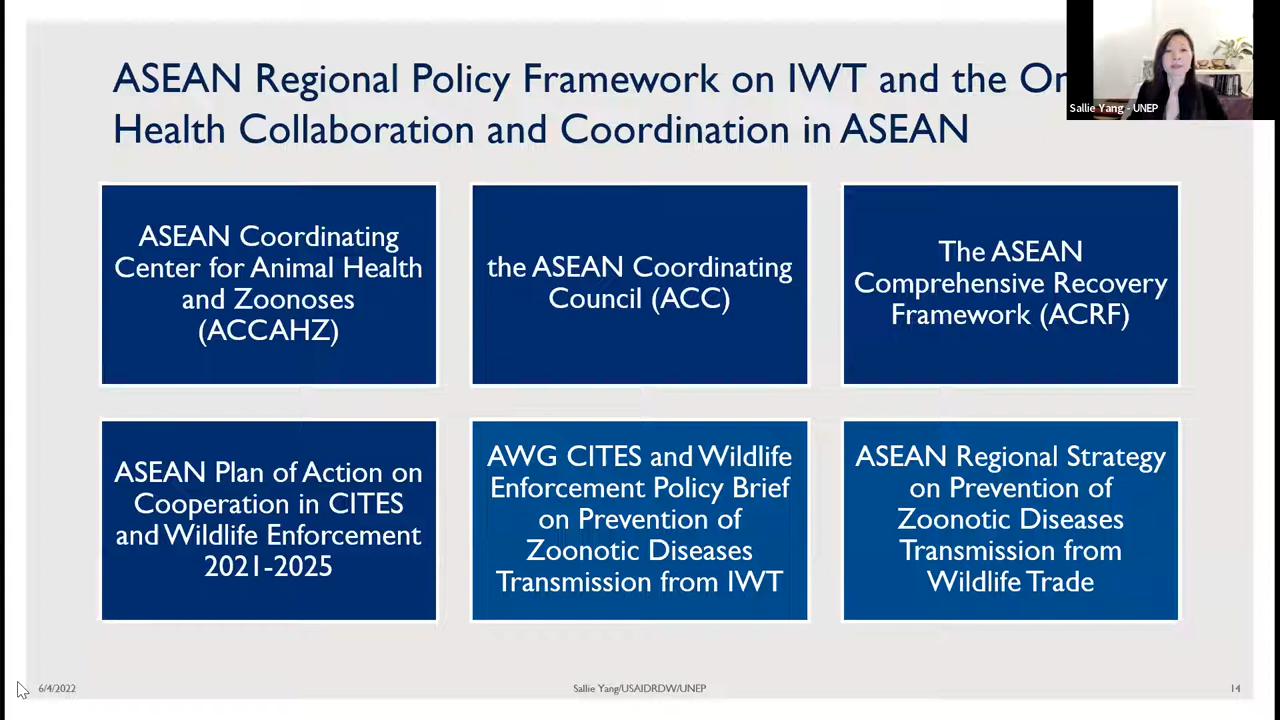 ASEAN Regional Policy Framework on IWT and the
Health Collaboration and Coordination in ASEAN
Sallie Yang - UNEP
ASEAN Coordinating
Center for Animal Health
and Zoonoses
(ACCAHZ)
the ASEAN Coordinating
Council (ACC)
The ASEAN
Comprehensive Recovery
Framework (ACRF)
ASEAN Plan of Action on
Cooperation in CITES
and Wildlife Enforcement
2021-2025
AWG CITES and Wildlife
Enforcement Policy Brief
on Prevention of
Zoonotic Diseases
Transmission from IWT
ASEAN Regional Strategy
on Prevention of
Zoonotic Diseases
Transmission from
Wildlife Trade
6/4/2022
Sallie Yang/USAIDRDW/UNEP
14